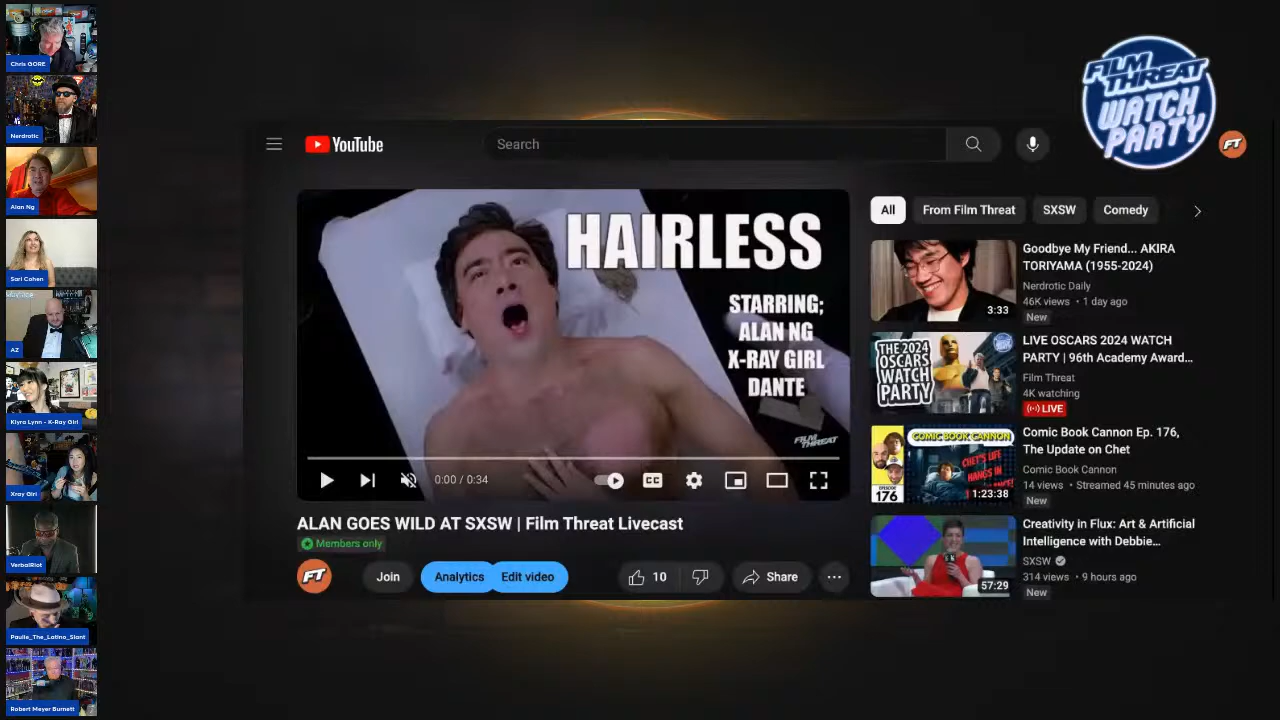 Chris GORE
Nerdrotic
Alan Ng
Sari Cohen
AZ
Klyra Lynn - K-Ray Girl
Xray Girl
VerbalRiot
Paulie_The_Latino_Slant
Robert Meyer Burnett
FILM
THREAT
WATCH
PARTY
YouTube
Search
FT
HAIRLESS
STARRING;
ALAN NG
X-RAY GIRL
DANTE
FILM
THREAT
CC
0:00 / 0:34
ALAN GOES WILD AT SXSW | Film Threat Livecast
Members only
FT
Join
Analytics
Edit video
10
Share
All
From Film Threat
SXSW
Comedy
3:33
Goodbye My Friend... AKIRA
TORIYAMA (1955-2024)
Nerdrotic Daily
46K views • 1 day ago
New
THE 2024
OSCARS
WATCH
PARTY
LIVE OSCARS 2024 WATCH
PARTY | 96th Academy Award...
Film Threat
4K watching
LIVE
COMIC BOOK CANNON
CHET'S LIFE
HANGS IN
EPISODE
176
1:23:38
Comic Book Cannon Ep. 176,
The Update on Chet
Comic Book Cannon
14 views • Streamed 45 minutes ago
New
57:29
Creativity in Flux: Art & Artificial
Intelligence with Debbie...
SXSW
314 views • 9 hours ago
New